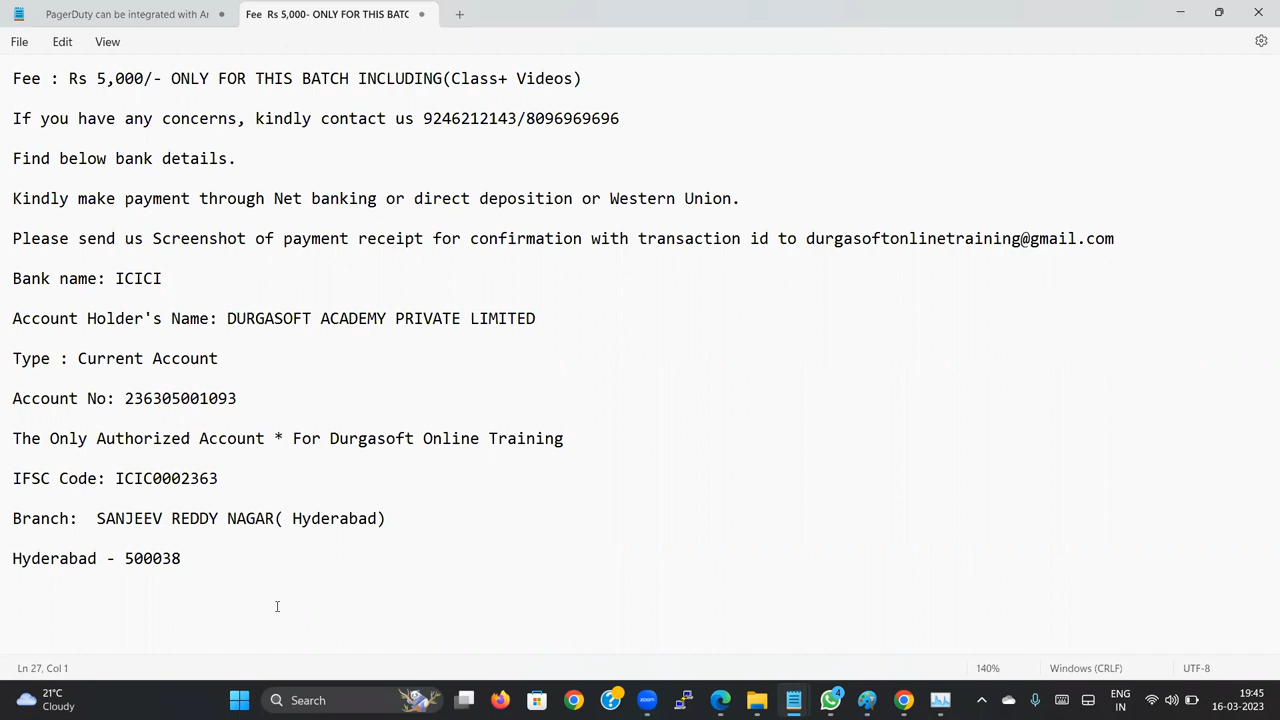 PagerDuty can be integrated with Ar
Fee Rs 5,000- ONLY FOR THIS BATC
File Edit View
Fee : Rs 5,000/- ONLY FOR THIS BATCH INCLUDING(Class+ Videos)
If you have any concerns, kindly contact us 9246212143/8096969696
Find below bank details.
Kindly make payment through Net banking or direct deposition or Western Union.
Please send us Screenshot of payment receipt for confirmation with transaction id to durgasoftonlinetraining@gmail.com
Bank name: ICICI
Account Holder's Name: DURGASOFT ACADEMY PRIVATE LIMITED
Type : Current Account
Account No: 236305001093
The Only Authorized Account * For Durgasoft Online Training
IFSC Code: ICIC0002363
Branch:  SANJEEV REDDY NAGAR( Hyderabad)
Hyderabad - 500038
Ln 27, Col 1 140% Windows (CRLF) UTF-8
21°C
Cloudy
Search
zoom
4
ENG
IN
19:45
16-03-2023